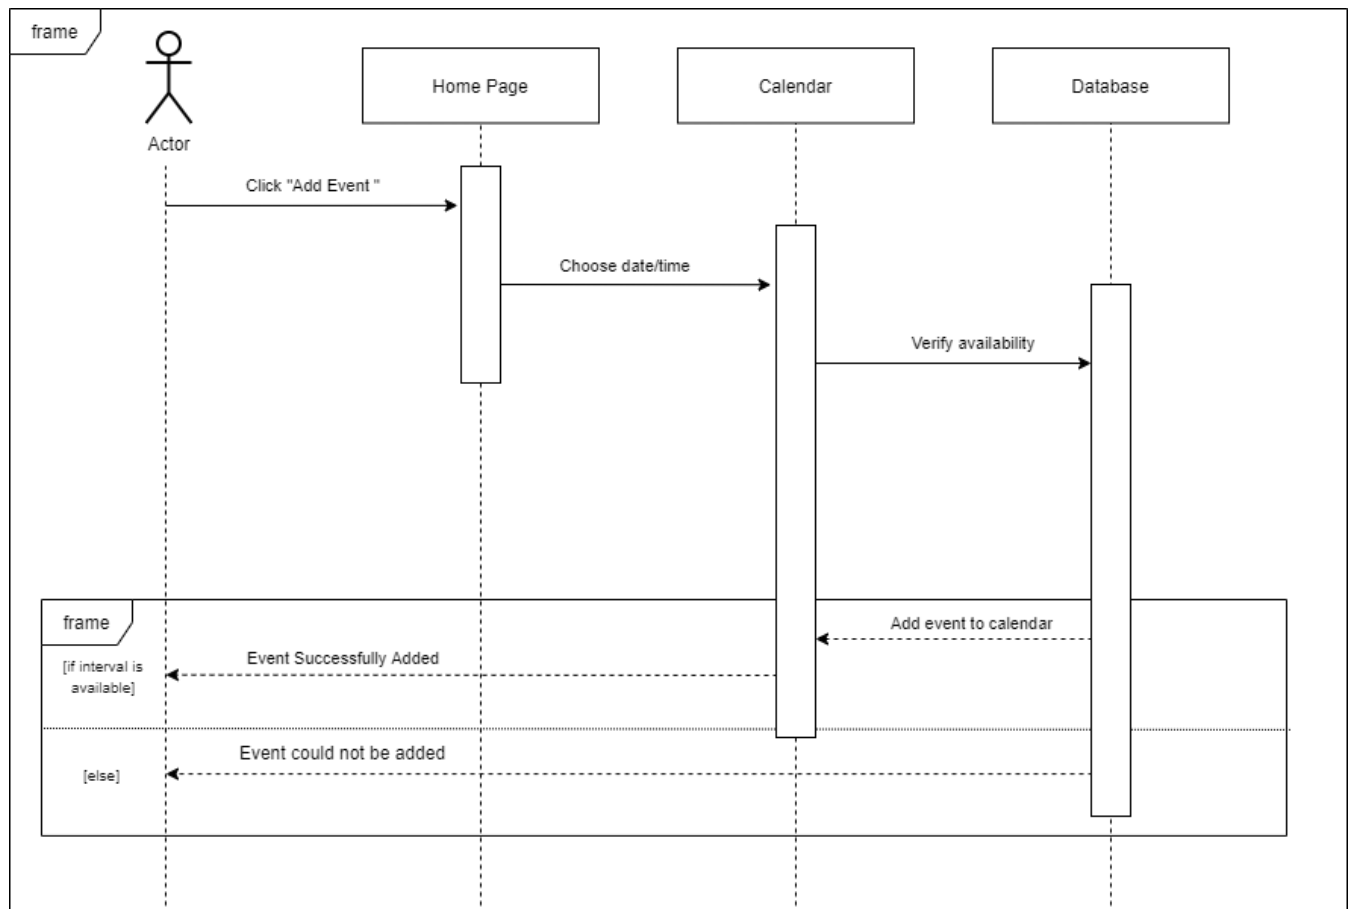 frame
Actor
Home Page
Calendar
Database
Click "Add Event "
Choose date/time
Verify availability
frame
[if interval is
available]
Add event to calendar
Event Successfully Added
Event could not be added
[else]